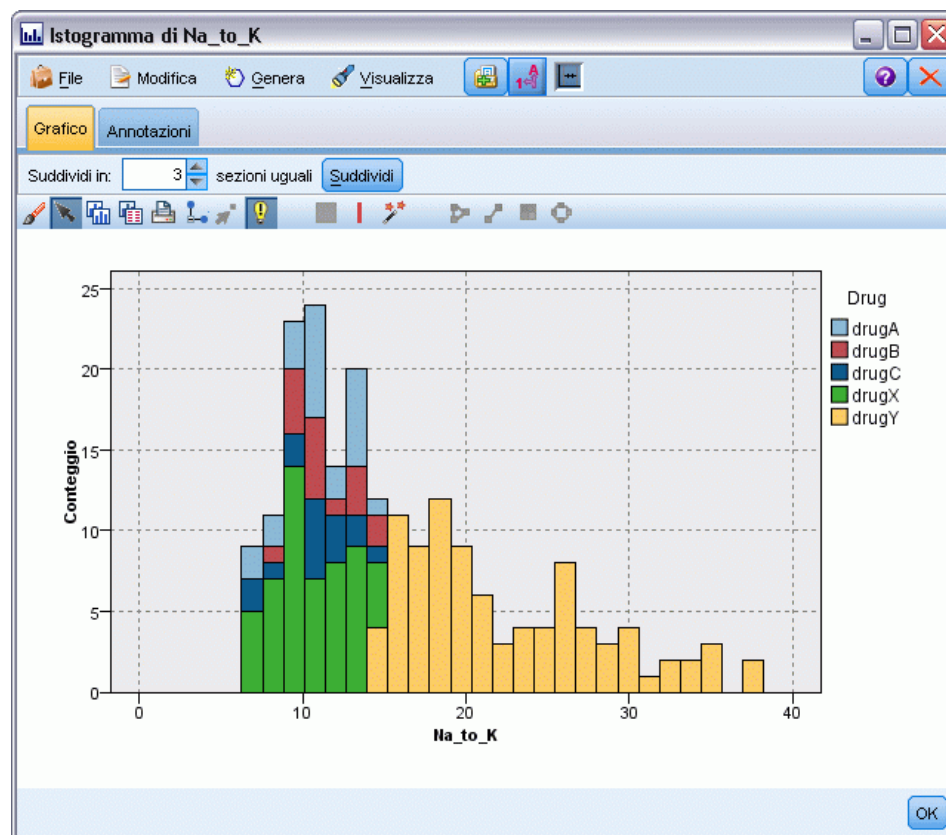 Istogramma di Na_to_K
File Modifica Genera Visualizza
Grafico Annotazioni
Suddividi in: 3 sezioni uguali Suddividi
25
20
15
10
5
0
Conteggio
0 10 20 30 40
Na_to_K
Drug
drugA
drugB
drugC
drugX
drugY
OK